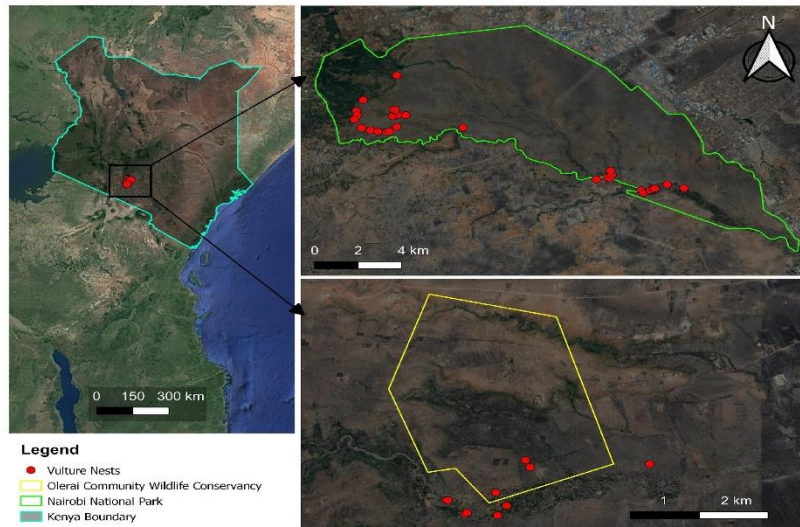 N
0 2 4 km
0 150 300 km
1 2 km
Legend
Vulture Nests
Olerai Community Wildlife Conservancy
Nairobi National Park
Kenya Boundary